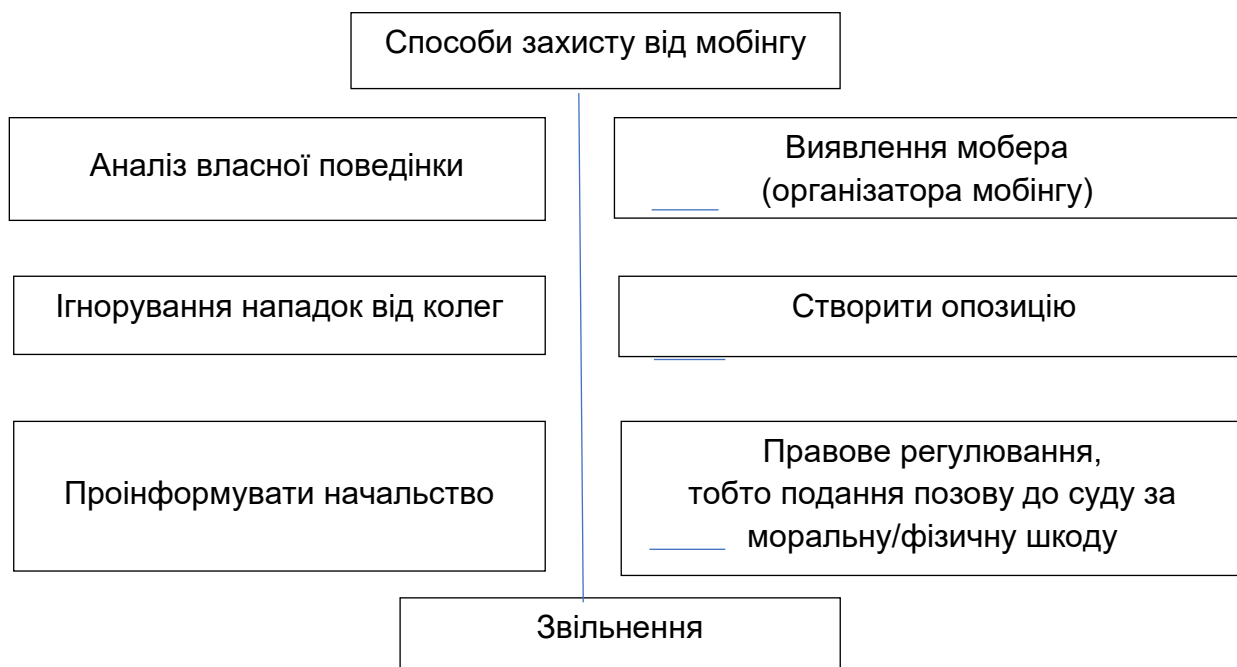 Способи захисту від мобінгу
Аналіз власної поведінки
Виявлення мобера
(організатора мобінгу)
Ігнорування нападок від колег
Створити опозицію
Проінформувати начальство
Правове регулювання,
тобто подання позову до суду за
моральну/фізичну шкоду
Звільнення